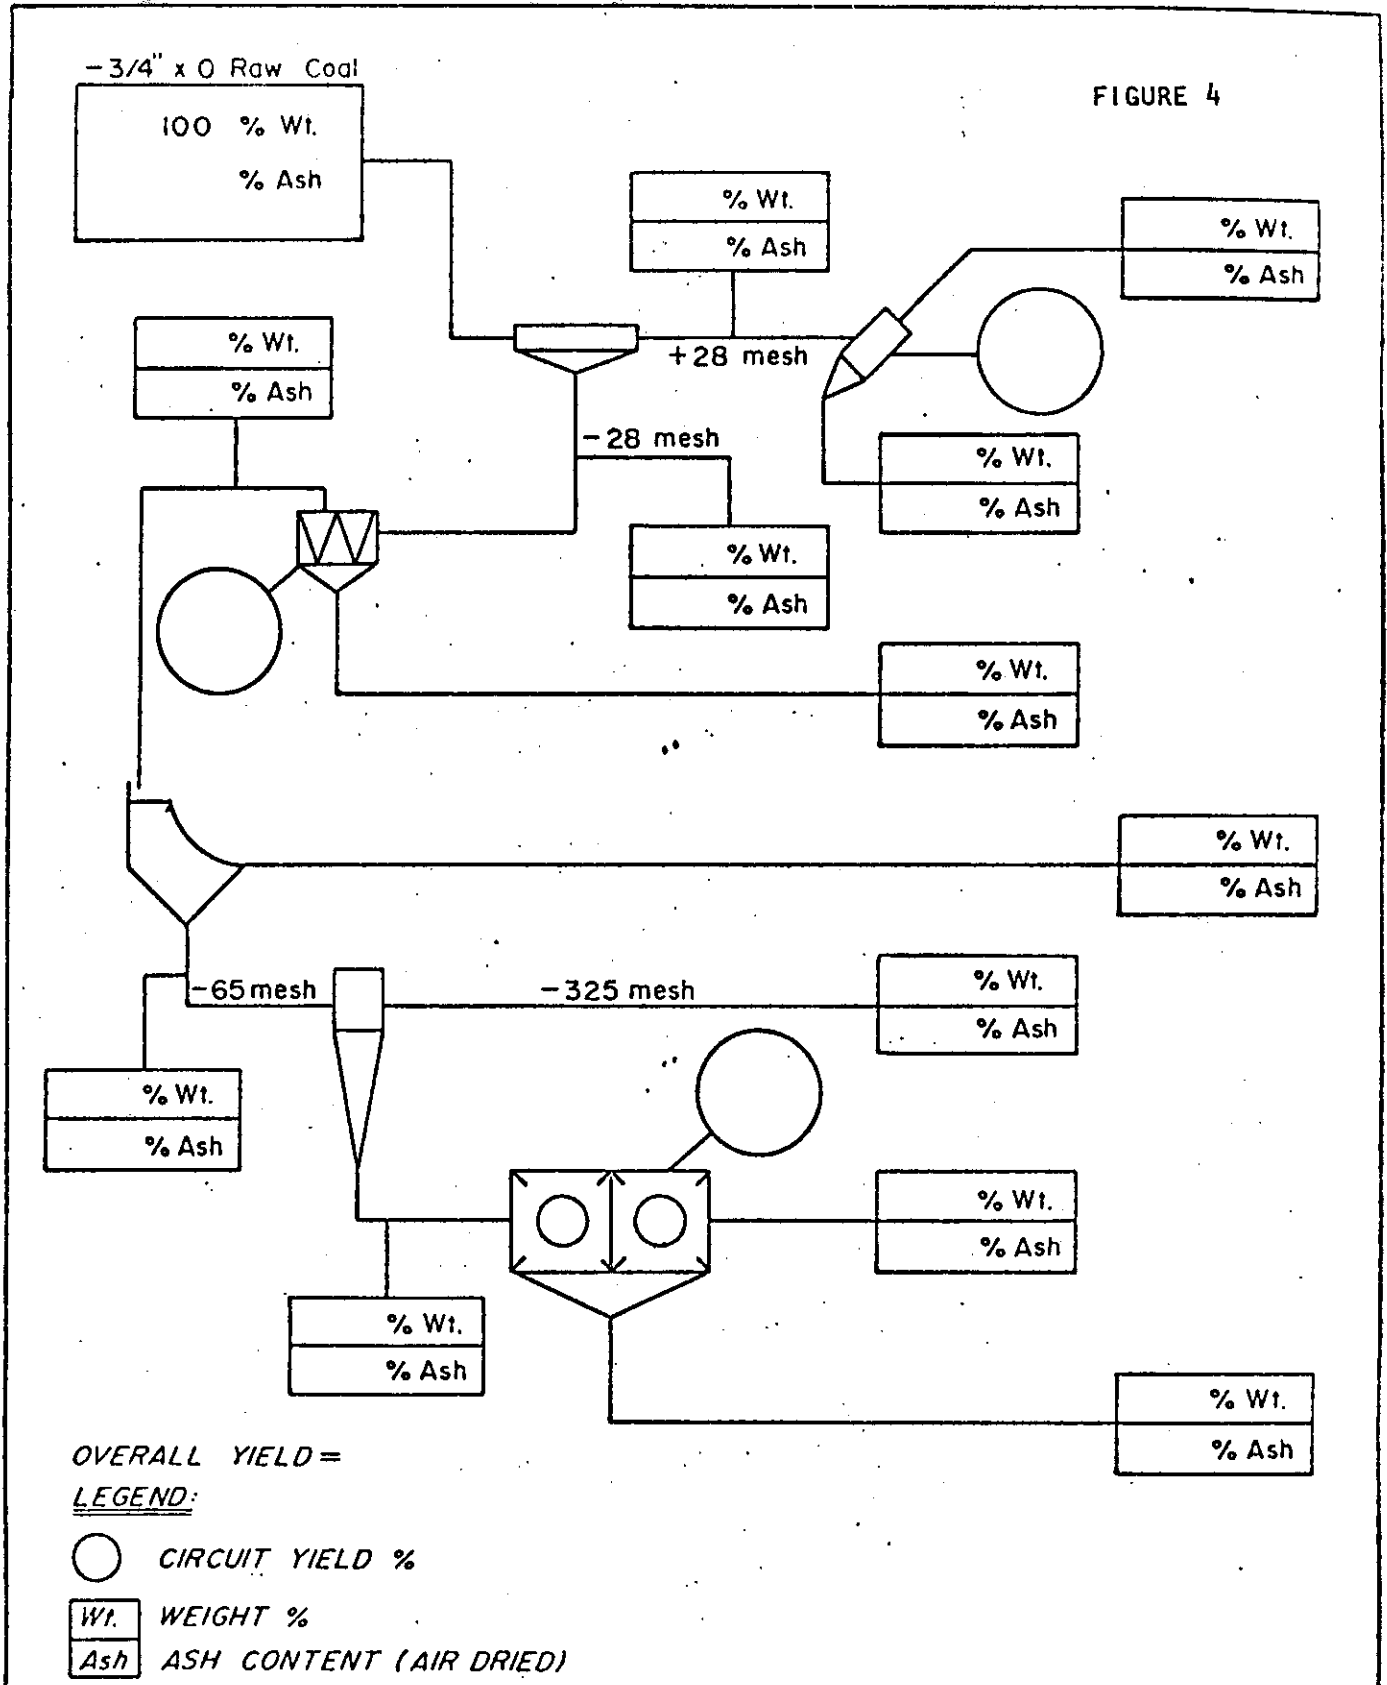 -3/4" x 0 Raw Coal
FIGURE 4
100 % Wt.
% Ash
% Wt.
% Ash
% Wt.
% Ash
% Wt.
% Ash
+28 mesh
-28 mesh
% Wt.
% Ash
% Wt.
% Ash
% Wt.
% Ash
% Wt.
% Ash
-65 mesh
-325 mesh
% Wt.
% Ash
% Wt.
% Ash
% Wt.
% Ash
% Wt.
% Ash
% Wt.
% Ash
OVERALL YIELD =
LEGEND:
CIRCUIT YIELD %
Wt. WEIGHT %
Ash ASH CONTENT (AIR DRIED)